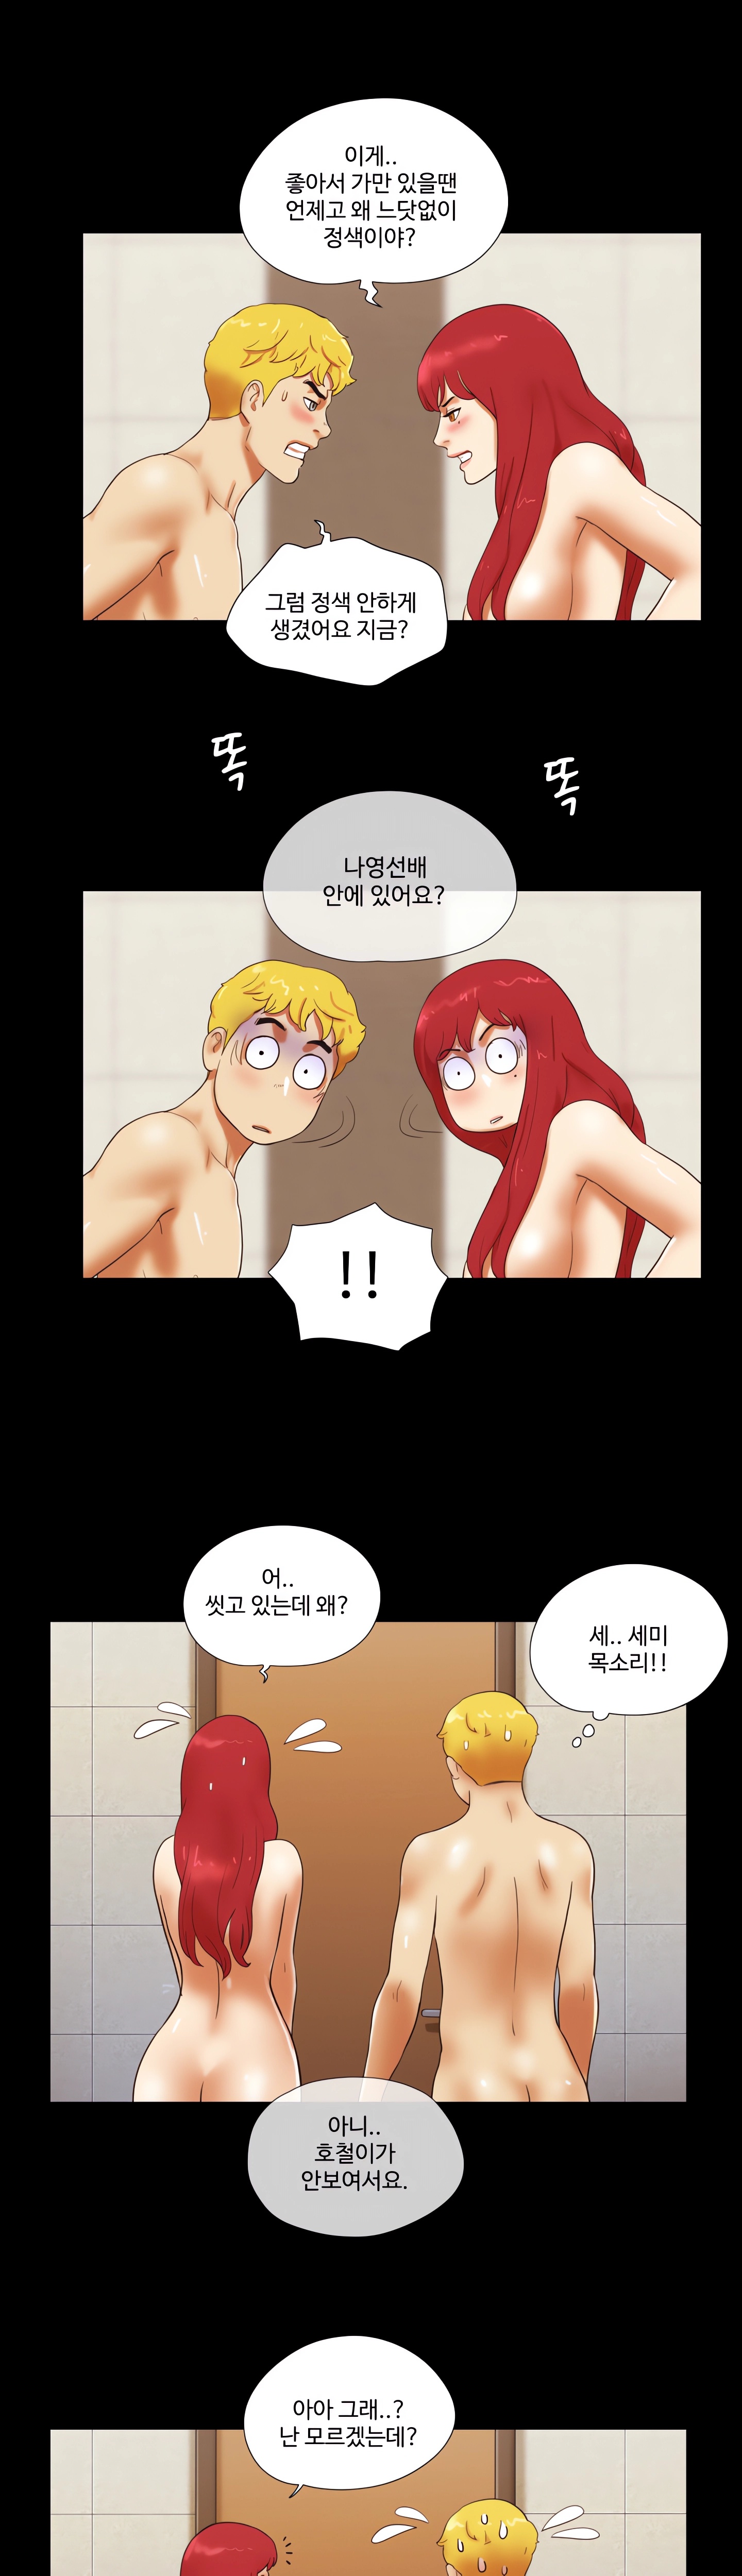 이게..
좋아서 가만 있을땐
언제고 왜 느닷없이
정색이야?
그럼 정색 안하게
생겼어요 지금?
똑
똑
나영선배
안에 있어요?
!!
어..
씻고 있는데 왜?
세.. 세미
목소리!!
아니..
호철이가
안보여서요.
아아 그래..?
난 모르겠는데?